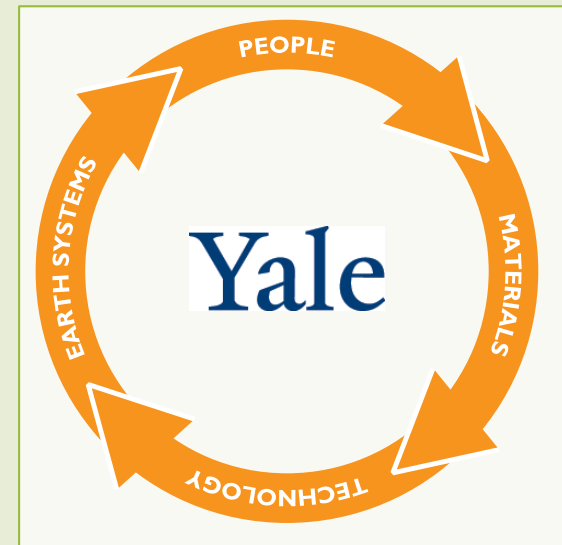 PEOPLE
MATERIALS
TECHNOLOGY
EARTH SYSTEMS
Yale